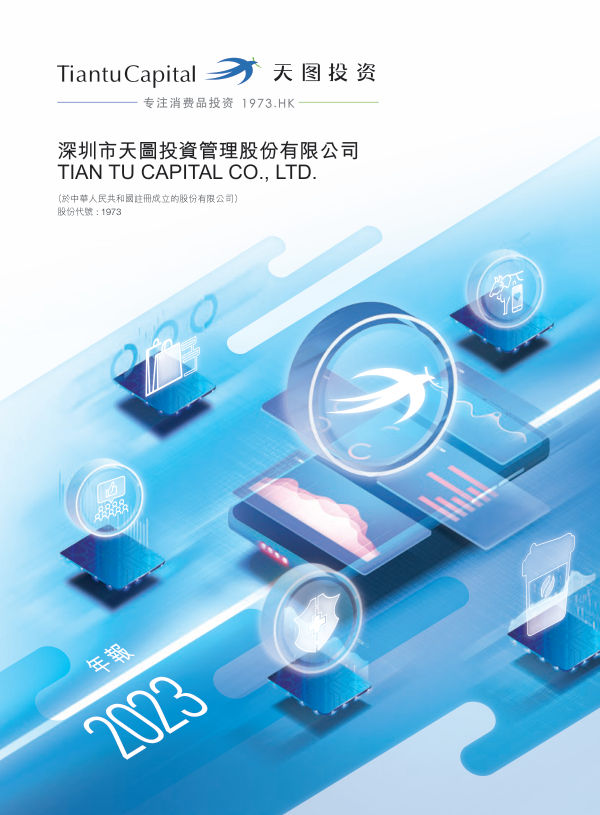 TiantuCapital 天图投资
专注消费品投资 1973.HK
深圳市天圖投資管理股份有限公司
TIAN TU CAPITAL CO., LTD.
(於中華人民共和國註冊成立的股份有限公司)
股份代號 : 1973
年報
2023